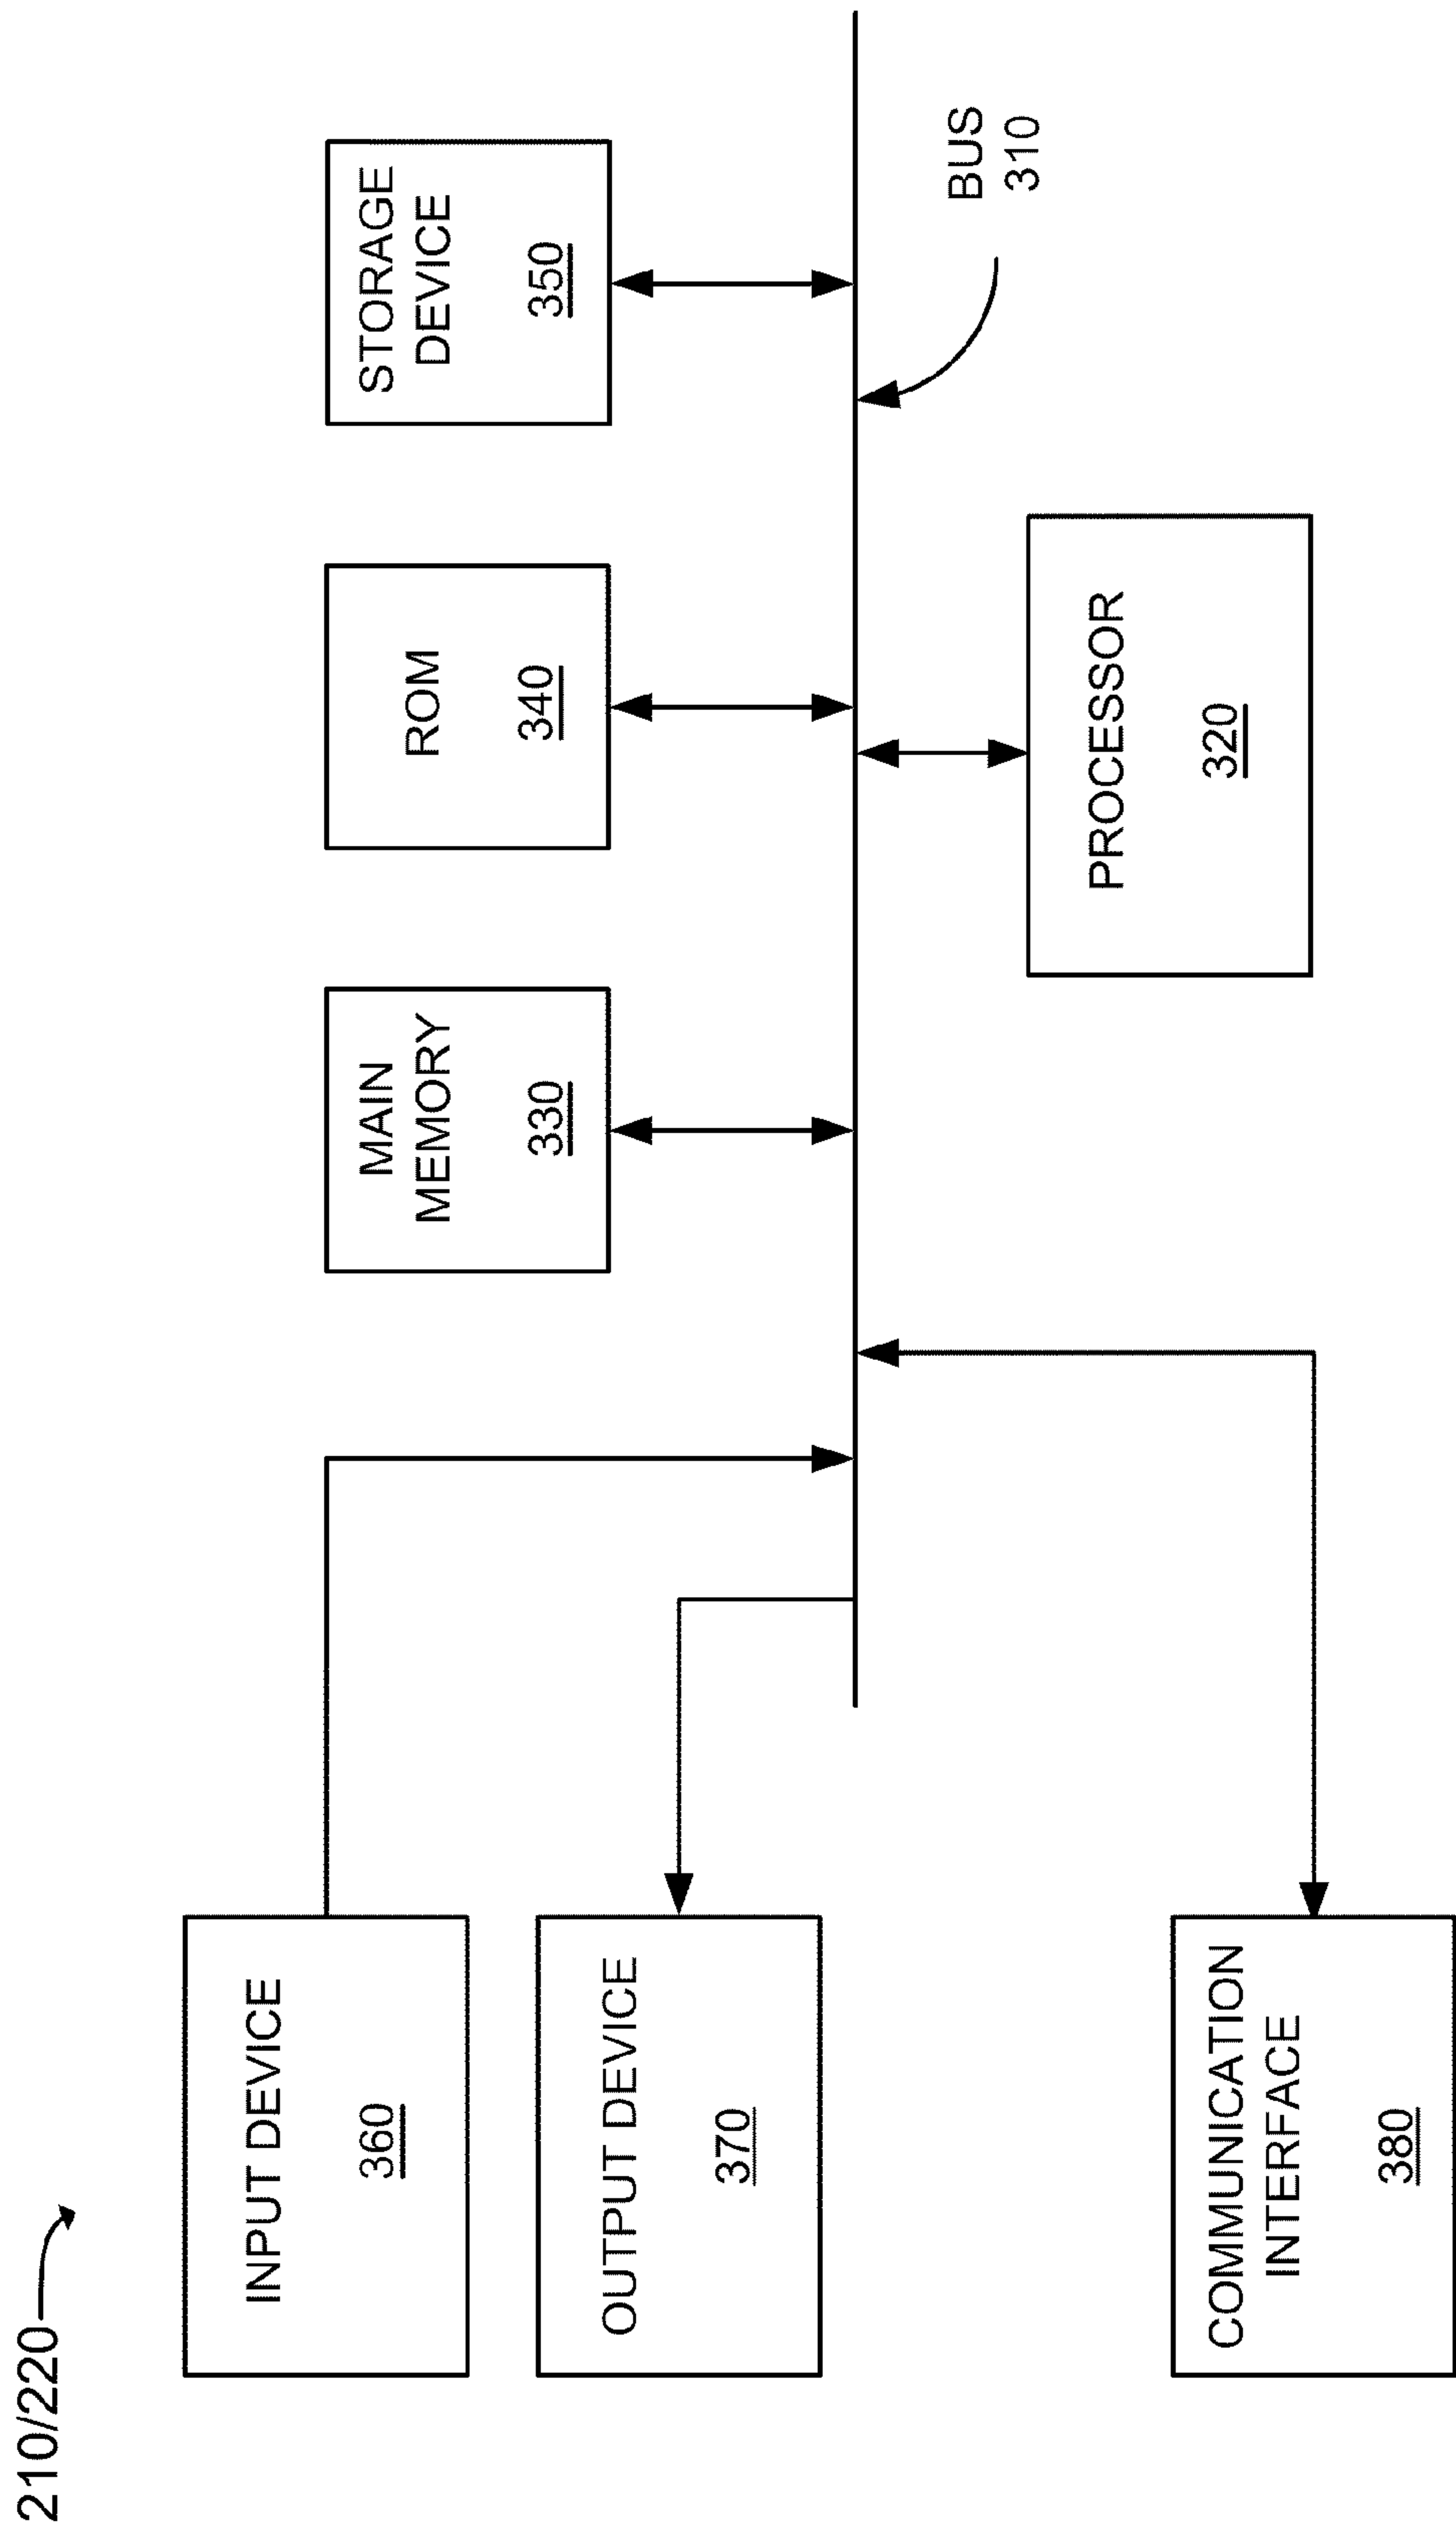 210/220
INPUT DEVICE
360
OUTPUT DEVICE
370
COMMUNICATION
INTERFACE
380
MAIN
MEMORY
330
ROM
340
STORAGE
DEVICE
350
PROCESSOR
320
BUS
310